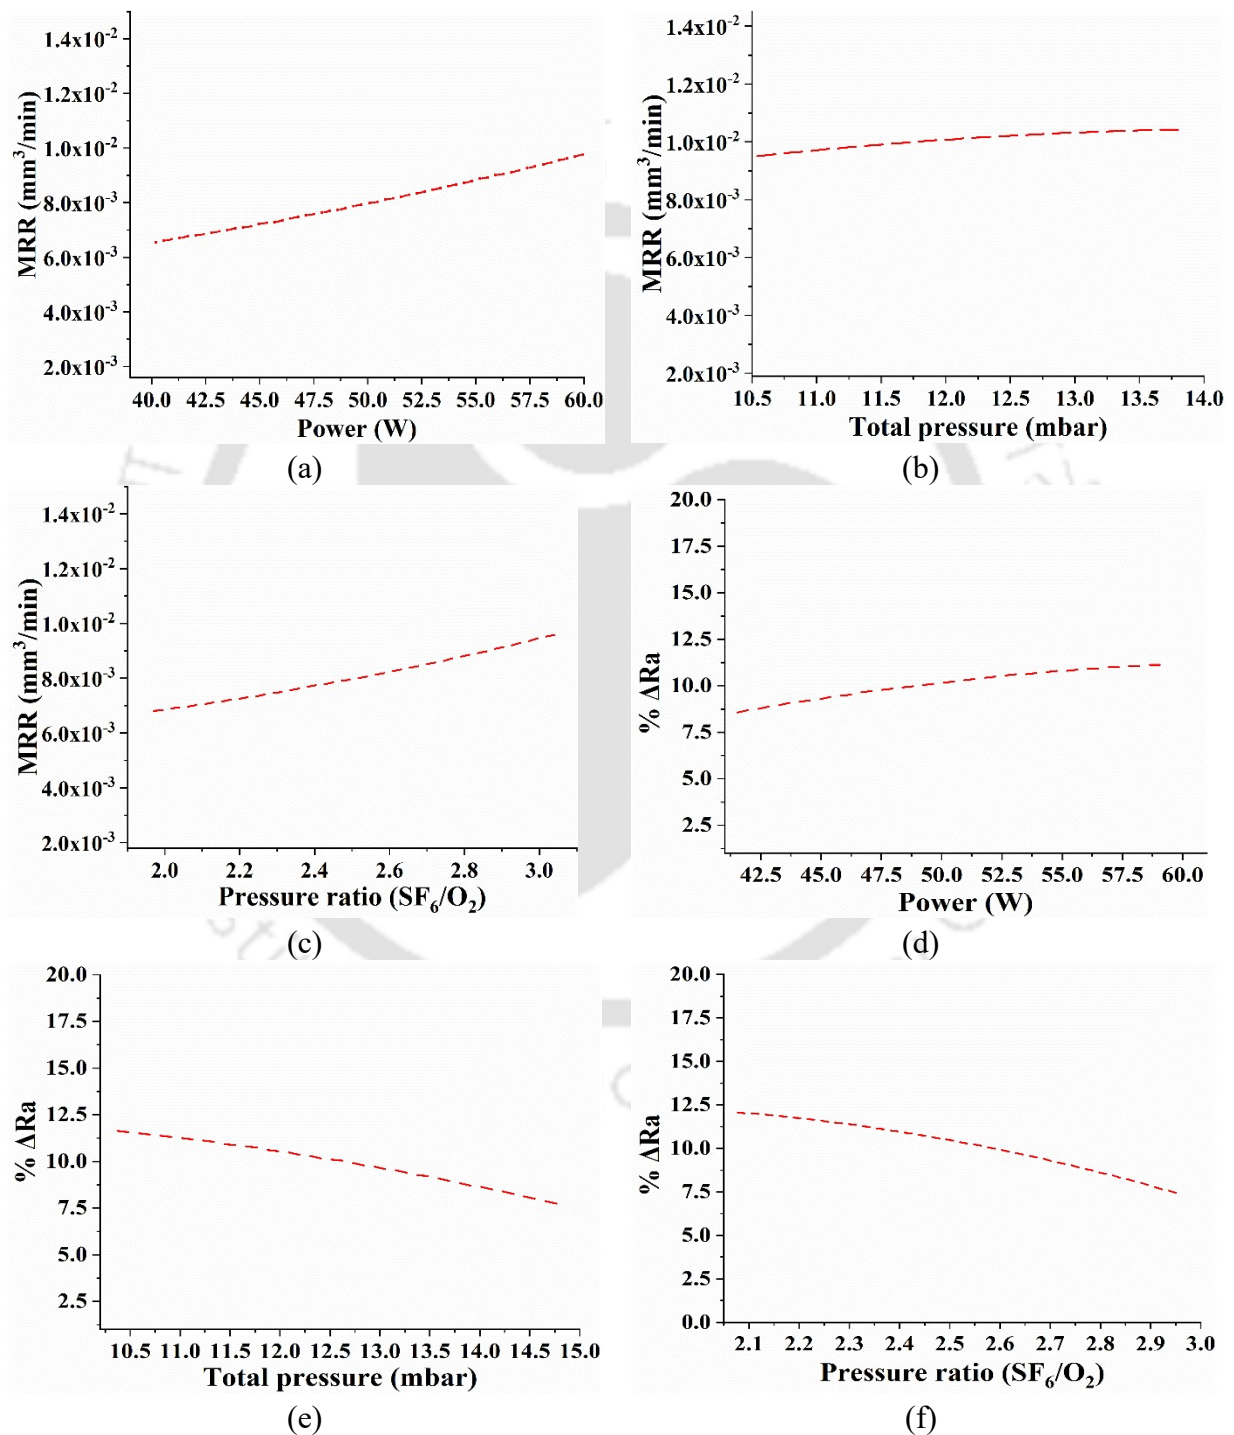 1.4x10⁻²
1.2x10⁻²
1.0x10⁻²
8.0x10⁻³
6.0x10⁻³
4.0x10⁻³
2.0x10⁻³
MRR (mm³/min)
40.0 42.5 45.0 47.5 50.0 52.5 55.0 57.5 60.0
Power (W)
(a)
1.4x10⁻²
1.2x10⁻²
1.0x10⁻²
8.0x10⁻³
6.0x10⁻³
4.0x10⁻³
2.0x10⁻³
MRR (mm³/min)
10.5 11.0 11.5 12.0 12.5 13.0 13.5 14.0
Total pressure (mbar)
(b)
1.4x10⁻²
1.2x10⁻²
1.0x10⁻²
8.0x10⁻³
6.0x10⁻³
4.0x10⁻³
2.0x10⁻³
MRR (mm³/min)
2.0 2.2 2.4 2.6 2.8 3.0
Pressure ratio (SF₆/O₂)
(c)
20.0
17.5
15.0
12.5
10.0
7.5
5.0
2.5
% ΔRa
42.5 45.0 47.5 50.0 52.5 55.0 57.5 60.0
Power (W)
(d)
20.0
17.5
15.0
12.5
10.0
7.5
5.0
2.5
% ΔRa
10.5 11.0 11.5 12.0 12.5 13.0 13.5 14.0 14.5 15.0
Total pressure (mbar)
(e)
20.0
17.5
15.0
12.5
10.0
7.5
5.0
2.5
0.0
% ΔRa
2.1 2.2 2.3 2.4 2.5 2.6 2.7 2.8 2.9 3.0
Pressure ratio (SF₆/O₂)
(f)